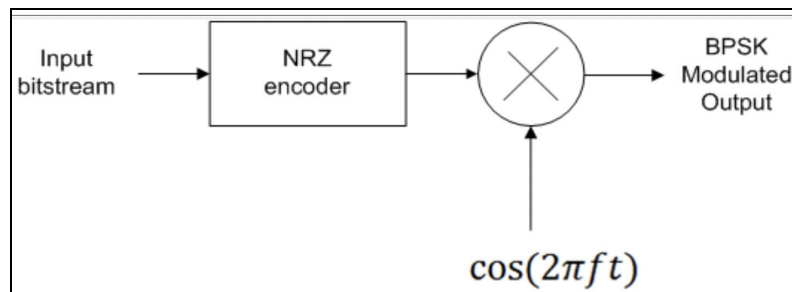 Input
bitstream
NRZ
encoder
BPSK
Modulated
Output
cos(2πft)